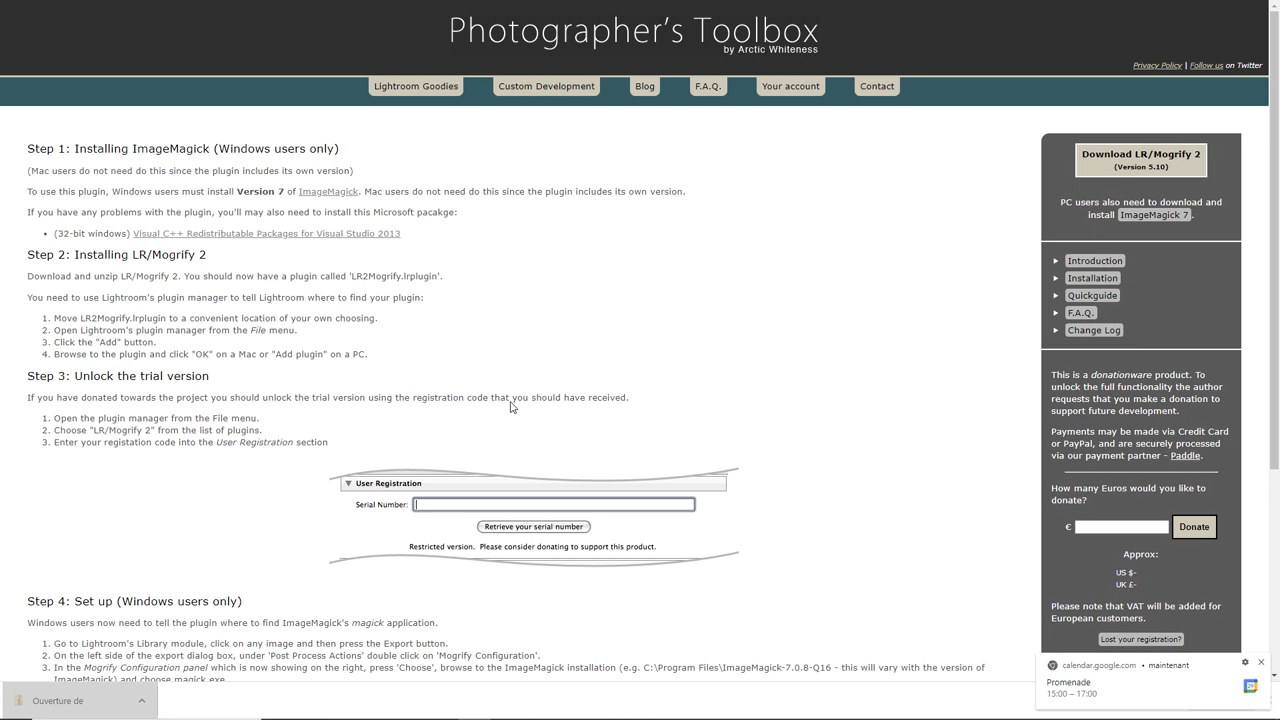 Photographer's Toolbox
by Arctic Whiteness
Privacy Policy | Follow us on Twitter
Lightroom Goodies
Custom Development
Blog
F.A.Q.
Your account
Contact
Step 1: Installing ImageMagick (Windows users only)
(Mac users do not need do this since the plugin includes its own version)
To use this plugin, Windows users must install Version 7 of ImageMagick. Mac users do not need do this since the plugin includes its own version.
If you have any problems with the plugin, you'll may also need to install this Microsoft pacakge:
• (32-bit windows) Visual C++ Redistributable Packages for Visual Studio 2013
Step 2: Installing LR/Mogrify 2
Download and unzip LR/Mogrify 2. You should now have a plugin called 'LR2Mogrify.lrplugin'.
You need to use Lightroom's plugin manager to tell Lightroom where to find your plugin:
1. Move LR2Mogrify.lrplugin to a convenient location of your own choosing.
2. Open Lightroom's plugin manager from the File menu.
3. Click the "Add" button.
4. Browse to the plugin and click "OK" on a Mac or "Add plugin" on a PC.
Step 3: Unlock the trial version
If you have donated towards the project you should unlock the trial version using the registration code that you should have received.
1. Open the plugin manager from the File menu.
2. Choose "LR/Mogrify 2" from the list of plugins.
3. Enter your registation code into the User Registration section
User Registration
Serial Number:
Retrieve your serial number
Restricted version. Please consider donating to support this product.
Step 4: Set up (Windows users only)
Windows users now need to tell the plugin where to find ImageMagick's magick application.
1. Go to Lightroom's Library module, click on any image and then press the Export button.
2. On the left side of the export dialog box, under 'Post Process Actions' double click on 'Mogrify Configuration'.
3. In the Mogrify Configuration panel which is now showing on the right, press 'Choose', browse to the ImageMagick installation (e.g. C:\Program Files\ImageMagick-7.0.8-Q16 - this will vary with the version of
ImageMagick) and choose magick.exe
Download LR/Mogrify 2
(Version 5.10)
PC users also need to download and
install ImageMagick 7.
Introduction
Installation
Quickguide
F.A.Q.
Change Log
This is a donationware product. To
unlock the full functionality the author
requests that you make a donation to
support future development.
Payments may be made via Credit Card
or PayPal, and are securely processed
via our payment partner - Paddle.
How many Euros would you like to
donate?
€
Donate
Approx:
US $-
UK £-
Please note that VAT will be added for
European customers.
Lost your registration?
calendar.google.com • maintenant
Promenade
15:00 – 17:00
Ouverture de